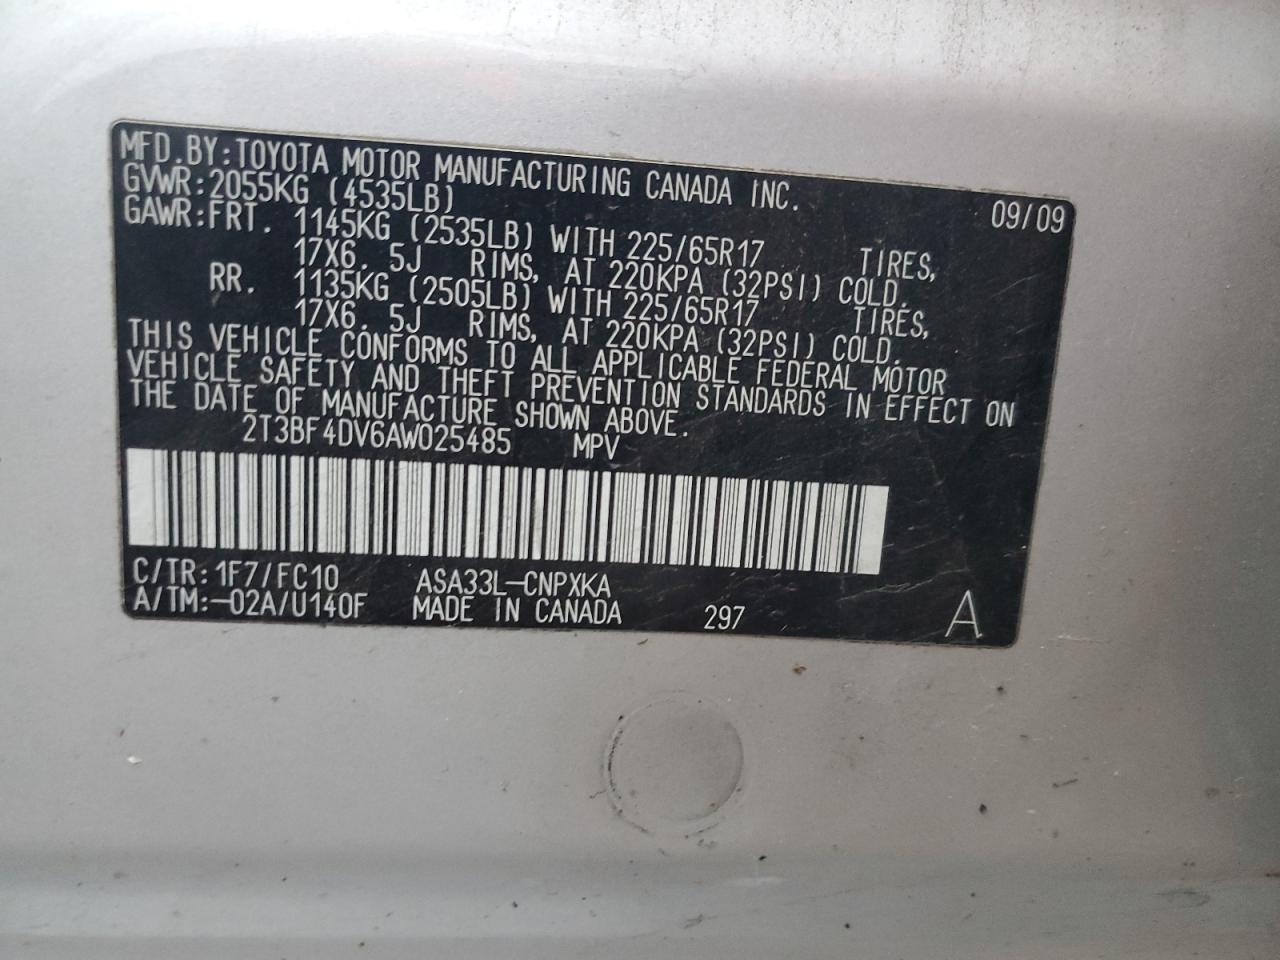 MFD.BY:TOYOTA MOTOR MANUFACTURING CANADA INC.
GVWR:2055KG (4535LB) 09/09
GAWR:FRT. 1145KG (2535LB) WITH 225/65R17 TIRES,
17X6.5J RIMS, AT 220KPA (32PSI) COLD.
RR. 1135KG (2505LB) WITH 225/65R17 TIRES,
17X6.5J RIMS, AT 220KPA (32PSI) COLD.
THIS VEHICLE CONFORMS TO ALL APPLICABLE FEDERAL MOTOR
VEHICLE SAFETY AND THEFT PREVENTION STANDARDS IN EFFECT ON
THE DATE OF MANUFACTURE SHOWN ABOVE.
2T3BF4DV6AW025485 MPV
C/TR:1F7/FC10 ASA33L-CNPXKA
A/TM:-02A/U140F MADE IN CANADA 297 A